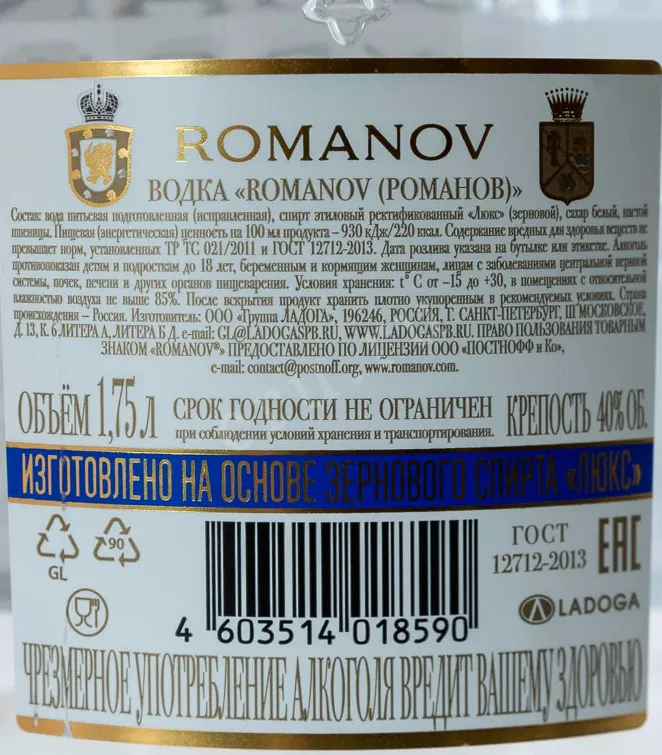 ROMANOV
ВОДКА «ROMANOV (РОМАНОВ)»
Состав: вода питьевая подготовленная (исправленная), спирт этиловый ректификованный «Люкс» (зерновой), сахар белый, настой
пшеницы. Пищевая (энергетическая) ценность на 100 мл продукта – 930 кДж/220 ккал. Содержание вредных для здоровья веществ не
превышает норм, установленных ТР ТС 021/2011 и ГОСТ 12712-2013. Дата розлива указана на бутылке или этикетке. Алкоголь
противопоказан детям и подросткам до 18 лет, беременным и кормящим женщинам, лицам с заболеваниями центральной нервной
системы, почек, печени и других органов пищеварения. Условия хранения: t° С от –15 до +30, в помещениях с относительной
влажностью воздуха не выше 85%. После вскрытия продукт хранить плотно укупоренным в рекомендуемых условиях. Страна
происхождения – Россия. Изготовитель: ООО «Группа ЛАДОГА», 196246, РОССИЯ, Г. САНКТ-ПЕТЕРБУРГ, Ш МОСКОВСКОЕ,
Д. 13, К. 6 ЛИТЕРА А, ЛИТЕРА Б Д. e-mail: GL@LADOGASPB.RU, WWW.LADOGASPB.RU. ПРАВО ПОЛЬЗОВАНИЯ ТОВАРНЫМ
ЗНАКОМ «ROMANOV®» ПРЕДОСТАВЛЕНО ПО ЛИЦЕНЗИИ ООО «ПОСТНОФФ и Ко»,
e-mail: contact@postnoff.org, www.romanov.com.
ОБЪЁМ 1,75 Л СРОК ГОДНОСТИ НЕ ОГРАНИЧЕН КРЕПОСТЬ 40% ОБ.
при соблюдении условий хранения и транспортирования.
ИЗГОТОВЛЕНО НА ОСНОВЕ ЗЕРНОВОГО СПИРТА «ЛЮКС»
GL
90
ГОСТ
12712-2013
EAC
LADOGA
4 603514 018590
ЧРЕЗМЕРНОЕ УПОТРЕБЛЕНИЕ АЛКОГОЛЯ ВРЕДИТ ВАШЕМУ ЗДОРОВЬЮ